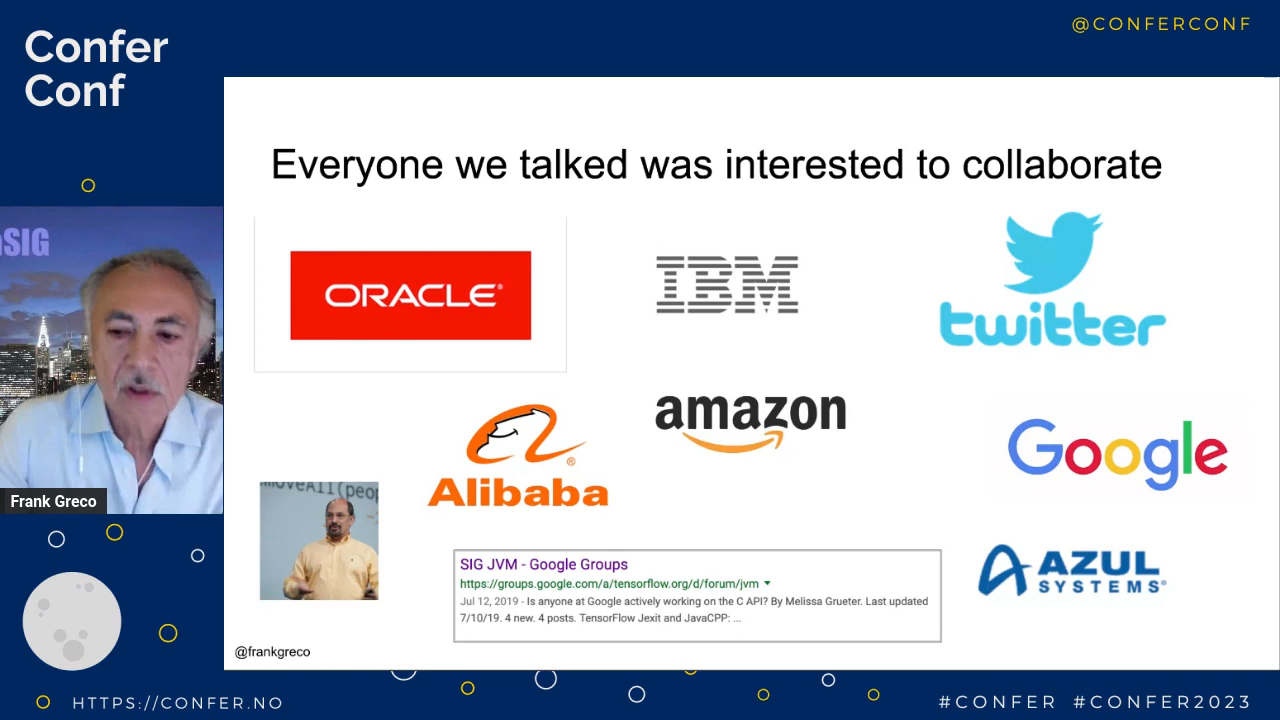 Confer
Conf
@CONFERCONF
Everyone we talked was interested to collaborate
SIG
Frank Greco
ORACLE®
IBM
twitter
Alibaba
®
amazon
Google
AZUL
SYSTEMS®
SIG JVM - Google Groups
https://groups.google.com/a/tensorflow.org/d/forum/jvm
Jul 12, 2019 - Is anyone at Google actively working on the C API? By Melissa Grueter. Last updated
7/10/19. 4 new. 4 posts. TensorFlow Jexit and JavaCPP: ...
@frankgreco
HTTPS://CONFER.NO
#CONFER #CONFER2023